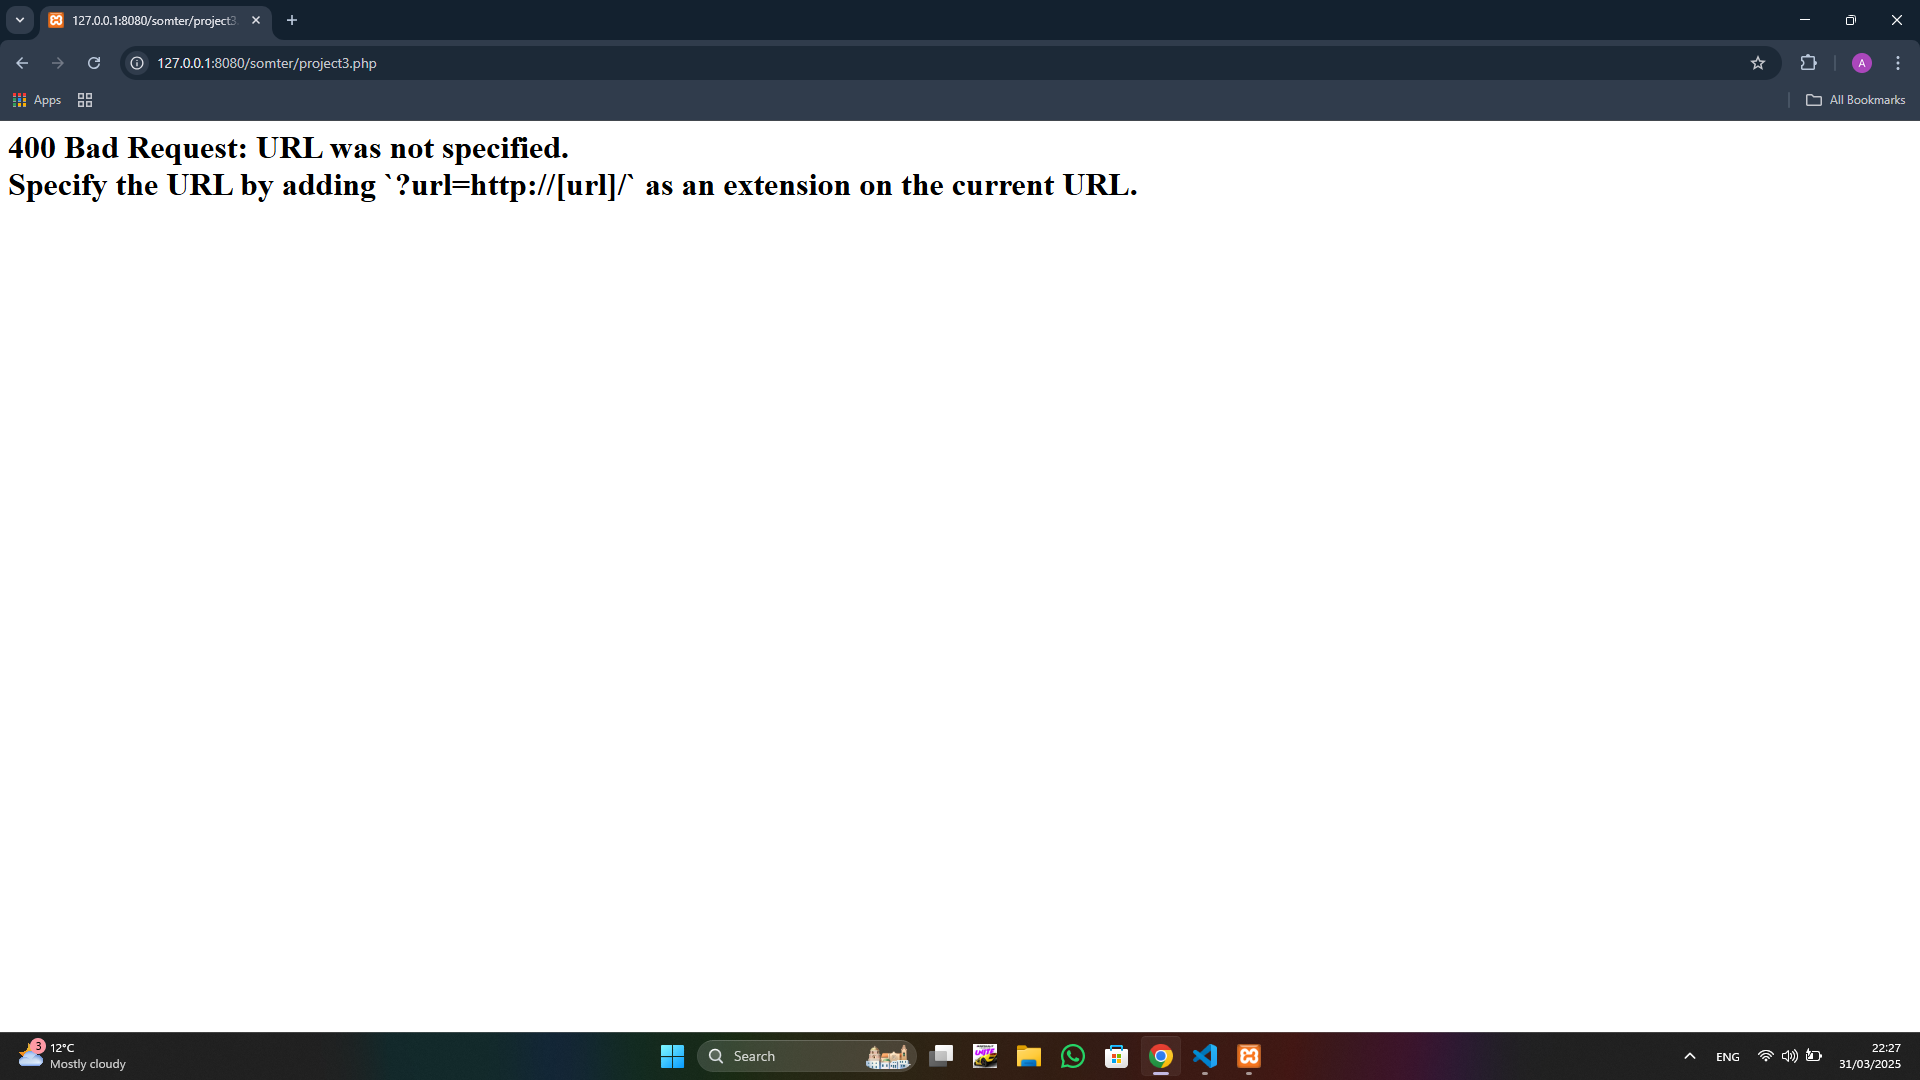 127.0.0.1:8080/somter/project3
127.0.0.1:8080/somter/project3.php
A
Apps
All Bookmarks
400 Bad Request: URL was not specified.
Specify the URL by adding `?url=http://[url]/` as an extension on the current URL.
3
12°C
Mostly cloudy
Search
UNITE
ENG
22:27
31/03/2025